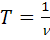 T = 1/ν